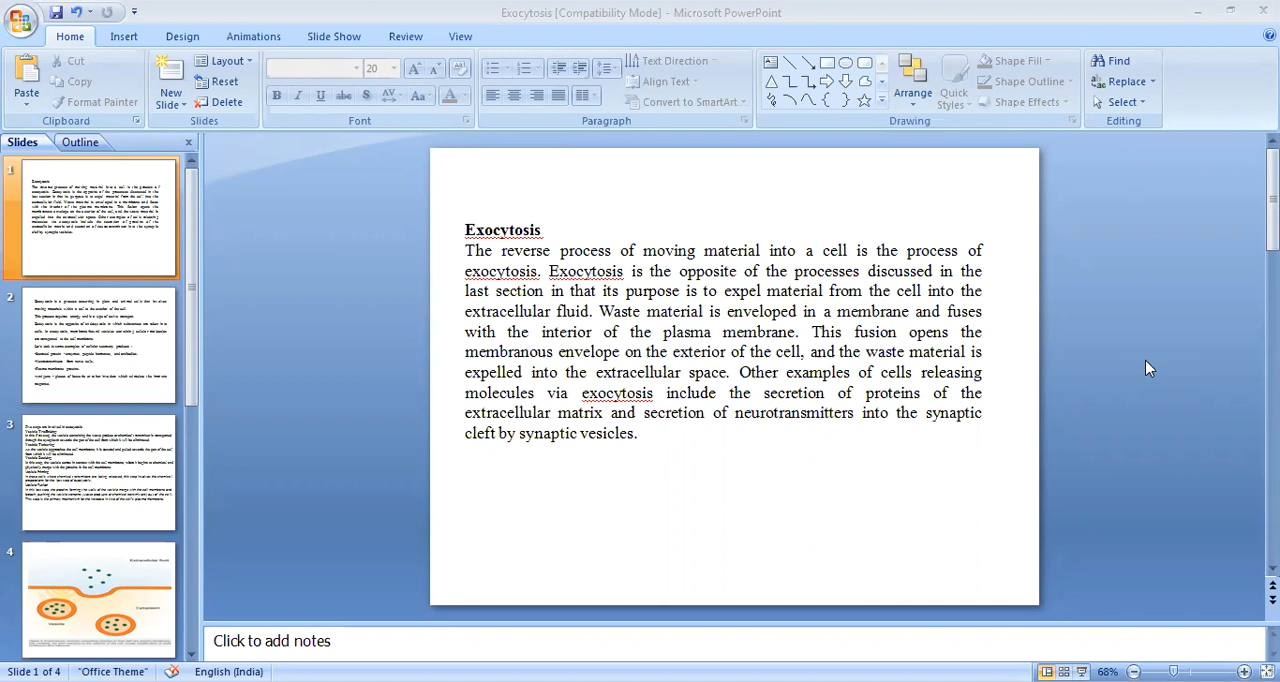 Exocytosis [Compatibility Mode] - Microsoft PowerPoint
Home Insert Design Animations Slide Show Review View
Paste
Cut
Copy
Format Painter
Clipboard
New
Slide
Layout
Reset
Delete
Slides
20
Font
Text Direction
Align Text
Convert to SmartArt
Paragraph
Arrange
Quick
Styles
Shape Fill
Shape Outline
Shape Effects
Drawing
Find
Replace
Select
Editing
Slides Outline
1
2
3
4
Extracellular fluid
Cytoplasm
Vesicle
Exocytosis
The reverse process of moving material into a cell is the process of
exocytosis. Exocytosis is the opposite of the processes discussed in the
last section in that its purpose is to expel material from the cell into the
extracellular fluid. Waste material is enveloped in a membrane and fuses
with the interior of the plasma membrane. This fusion opens the
membranous envelope on the exterior of the cell, and the waste material is
expelled into the extracellular space. Other examples of cells releasing
molecules via exocytosis include the secretion of proteins of the
extracellular matrix and secretion of neurotransmitters into the synaptic
cleft by synaptic vesicles.
Click to add notes
Slide 1 of 4 "Office Theme" English (India) 68%